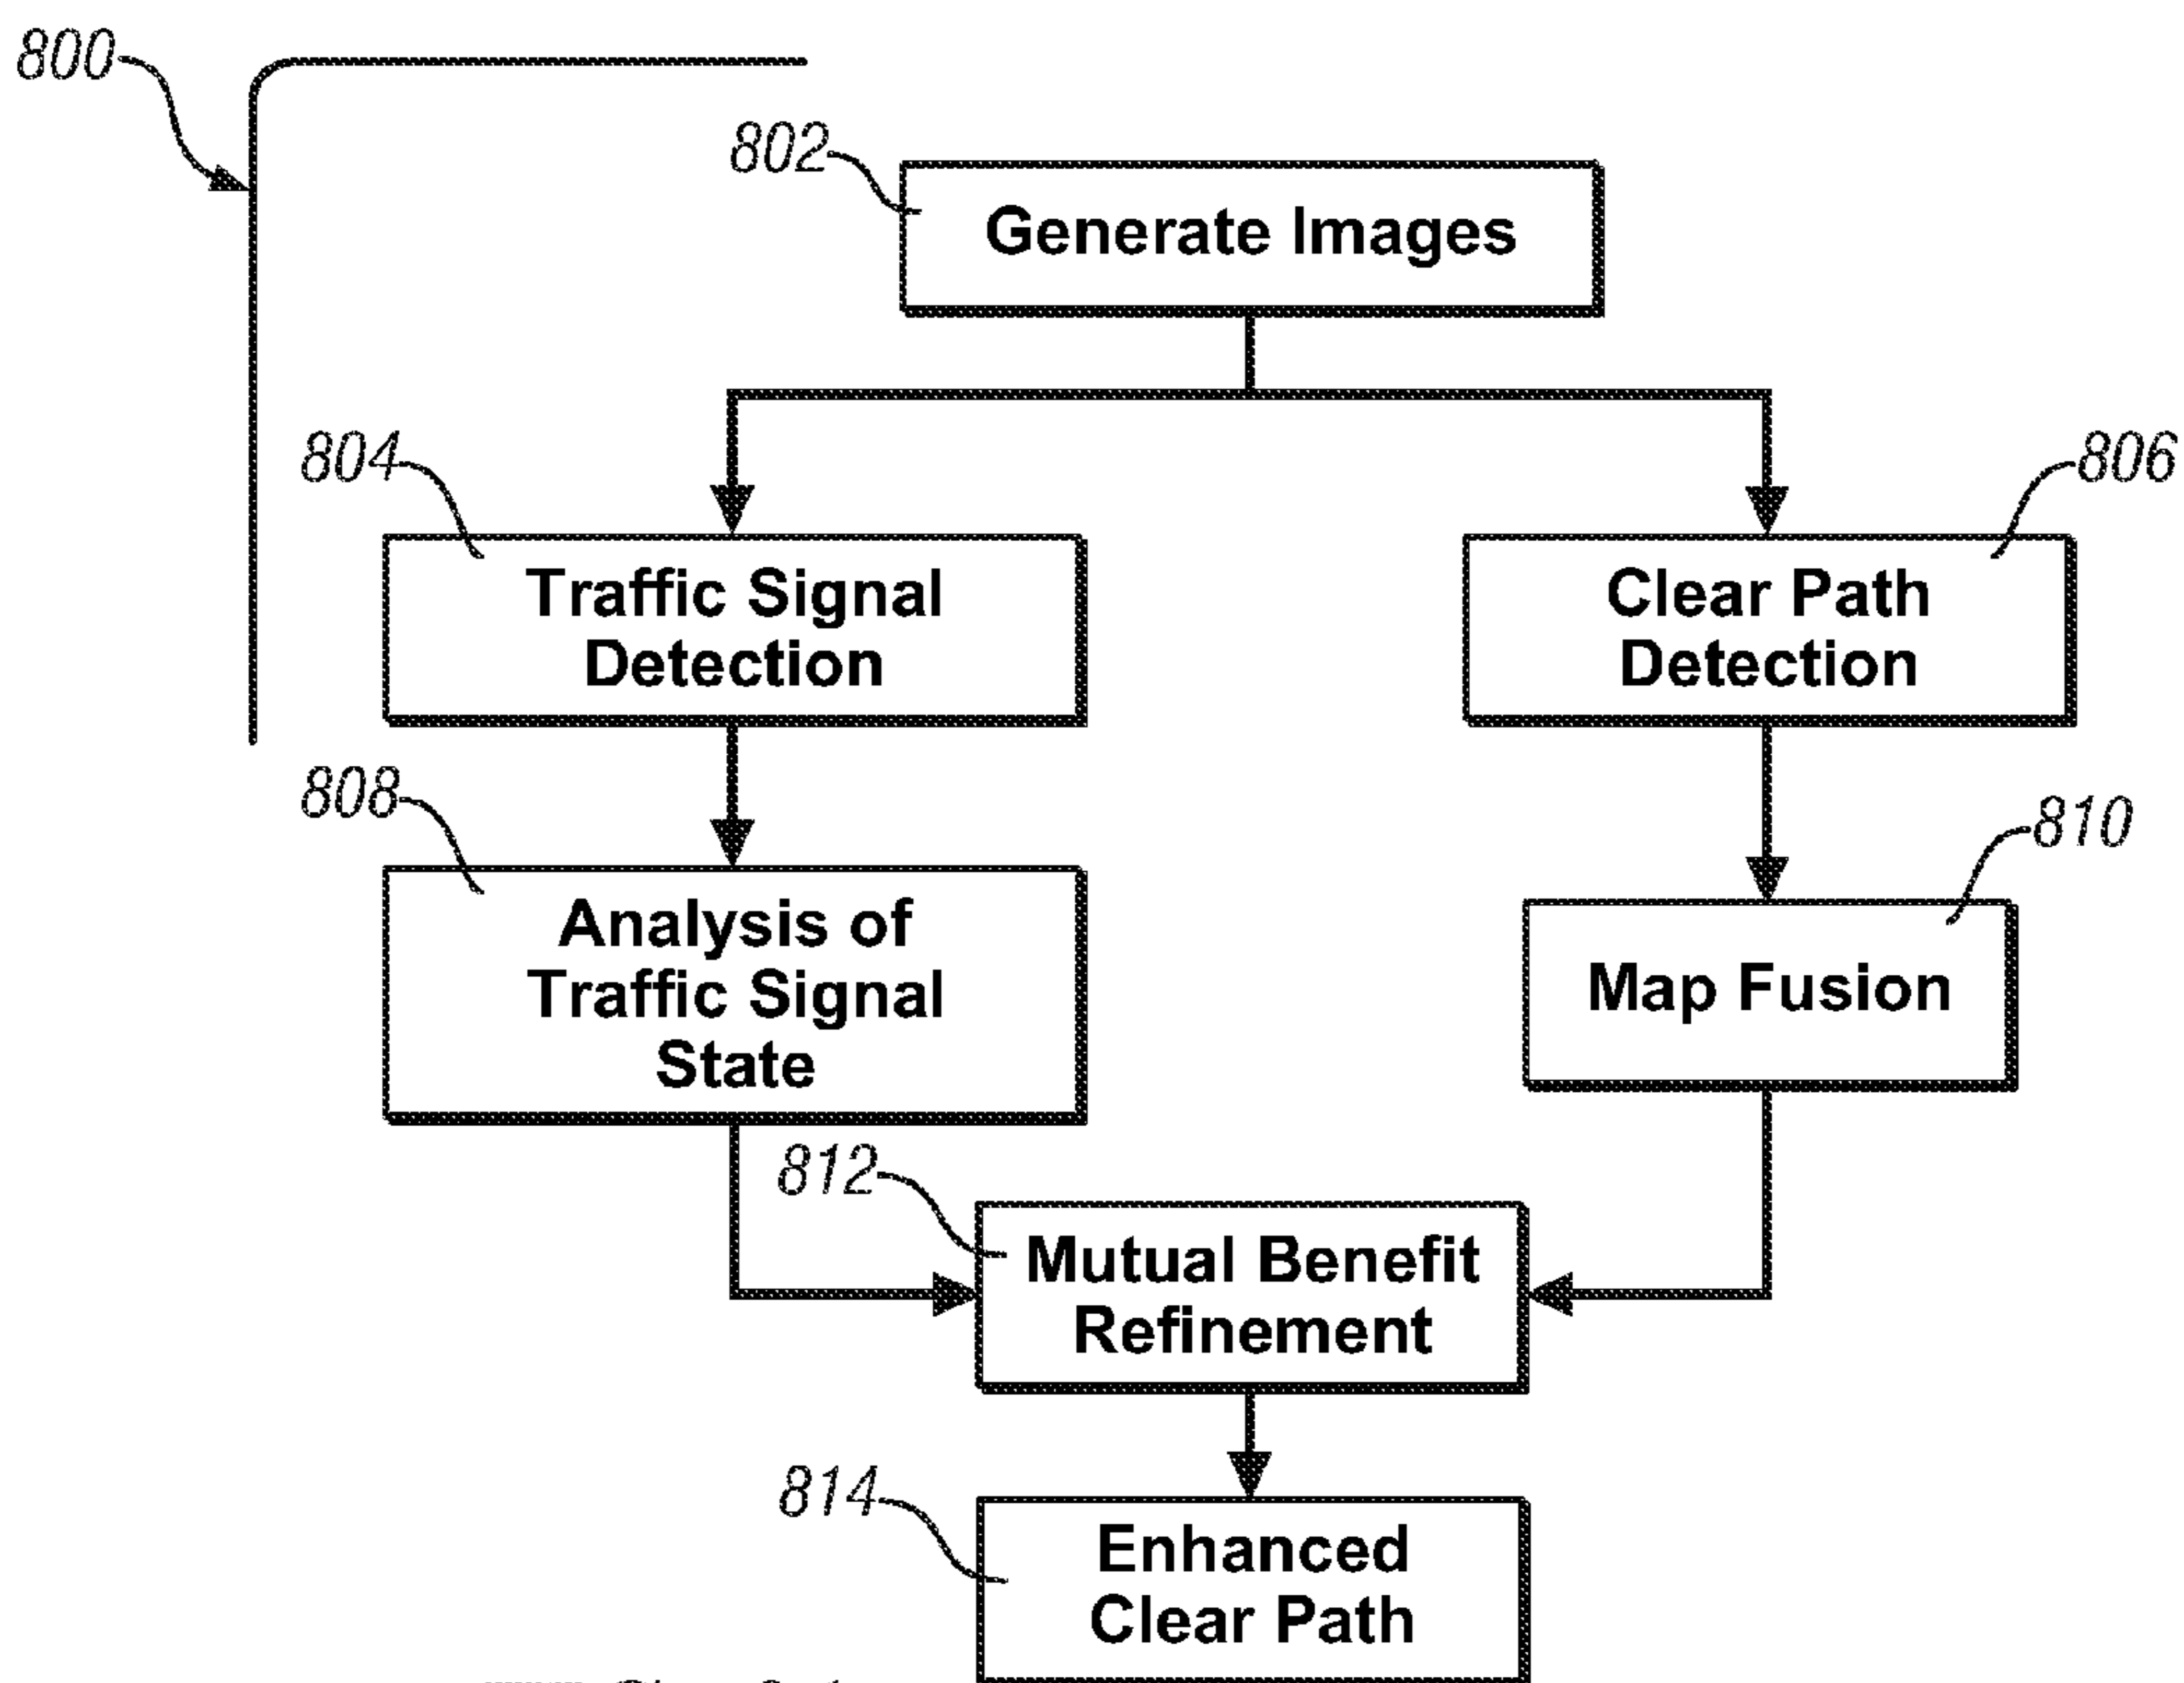 800
802
Generate Images
804
Traffic Signal
Detection
806
Clear Path
Detection
808
Analysis of
Traffic Signal
State
810
Map Fusion
812
Mutual Benefit
Refinement
814
Enhanced
Clear Path